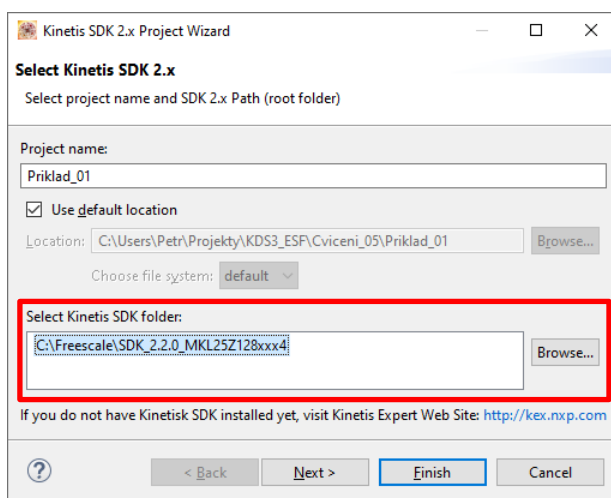 Kinetis SDK 2.x Project Wizard
Select Kinetis SDK 2.x
Select project name and SDK 2.x Path (root folder)
Project name:
Priklad_01
Use default location
Location: C:\Users\Petr\Projekty\KDS3_ESF\Cviceni_05\Priklad_01 Browse...
Choose file system: default
Select Kinetis SDK folder:
C:\Freescale\SDK_2.2.0_MKL25Z128xxx4
Browse...
If you do not have Kinetisk SDK installed yet, visit Kinetis Expert Web Site: http://kex.nxp.com
? < Back Next > Finish Cancel